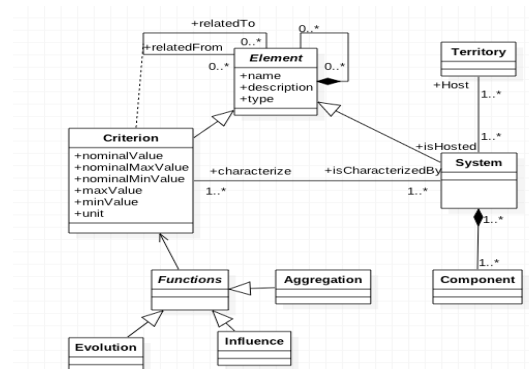 +relatedTo
+relatedFrom
0..*
0..*
0..*
0..*
Element
+name
+description
+type
Territory
+Host
1..*
1..*
+isHosted
Criterion
+nominalValue
+nominalMaxValue
+nominalMinValue
+maxValue
+minValue
+unit
+characterize
+isCharacterizedBy
1..*
1..*
System
1..*
1..*
Component
Functions
Aggregation
Evolution
Influence